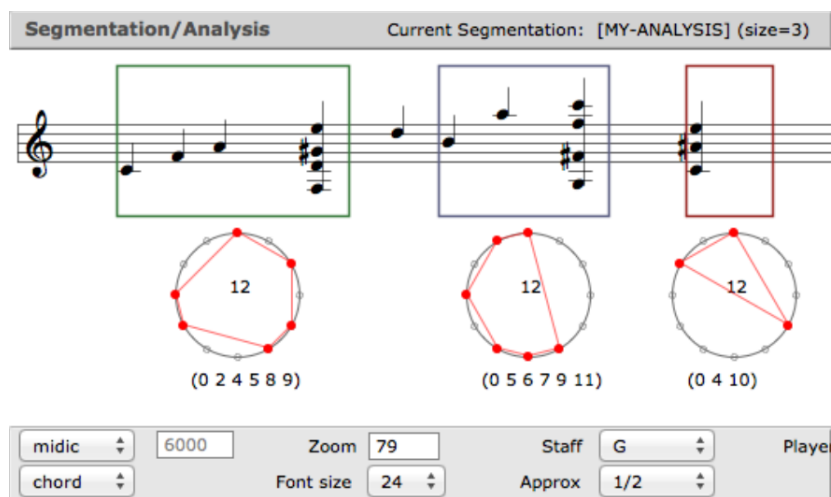 Segmentation/Analysis Current Segmentation: [MY-ANALYSIS] (size=3)
12 12 12
(0 2 4 5 8 9) (0 5 6 7 9 11) (0 4 10)
midic 6000 Zoom 79 Staff G Player
chord Font size 24 Approx 1/2